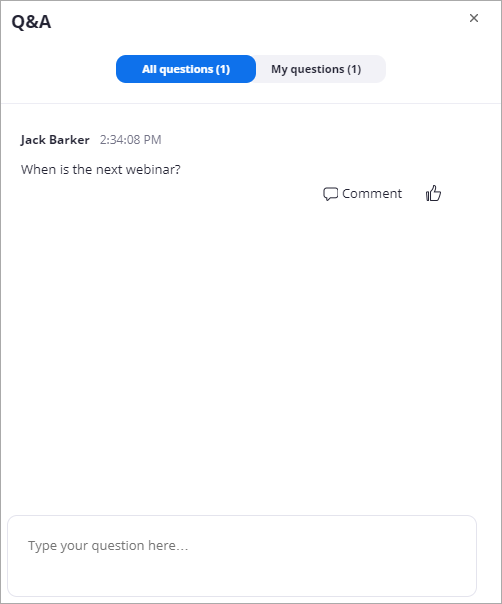 Q&A
All questions (1) My questions (1)
Jack Barker 2:34:08 PM
When is the next webinar?
Comment
Type your question here...